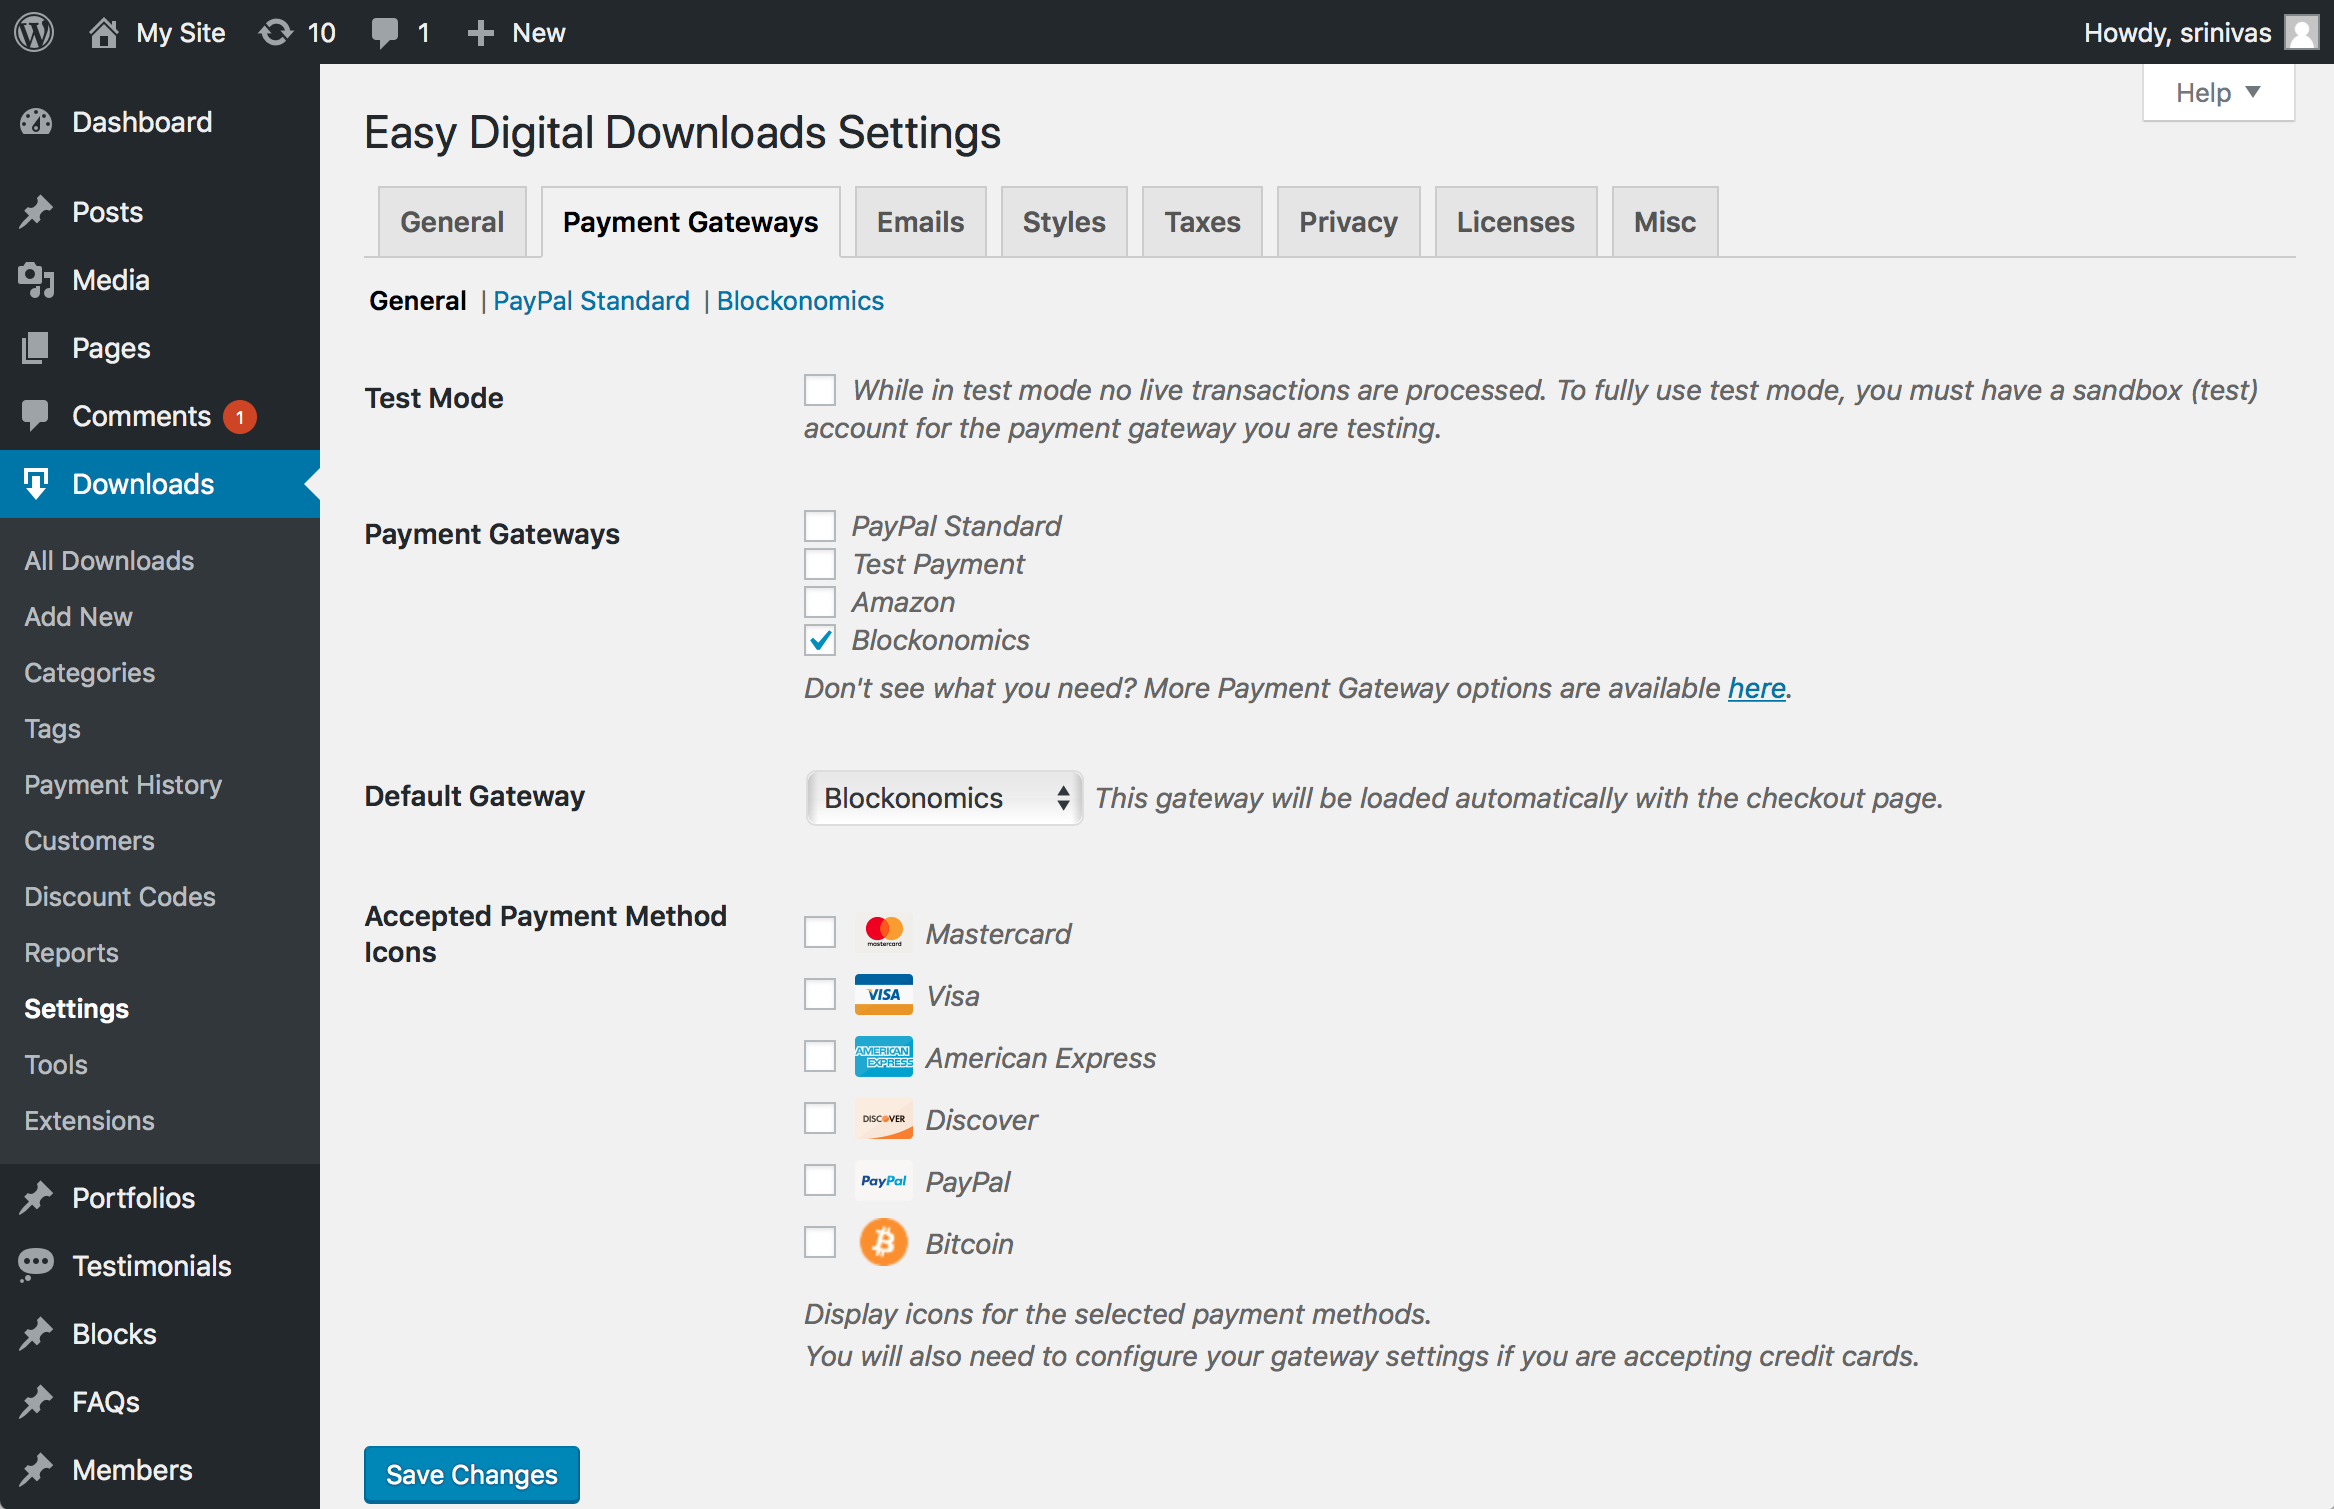 My Site 10 1 New Howdy, srinivas
Help
Dashboard
Posts
Media
Pages
Comments 1
Downloads
All Downloads
Add New
Categories
Tags
Payment History
Customers
Discount Codes
Reports
Settings
Tools
Extensions
Portfolios
Testimonials
Blocks
FAQs
Members
Easy Digital Downloads Settings
General Payment Gateways Emails Styles Taxes Privacy Licenses Misc
General | PayPal Standard | Blockonomics
Test Mode
While in test mode no live transactions are processed. To fully use test mode, you must have a sandbox (test)
account for the payment gateway you are testing.
Payment Gateways
PayPal Standard
Test Payment
Amazon
Blockonomics
Don't see what you need? More Payment Gateway options are available here.
Default Gateway
Blockonomics This gateway will be loaded automatically with the checkout page.
Accepted Payment Method
Icons
mastercard Mastercard
VISA Visa
AMERICAN
EXPRESS
American Express
DISCOVER Discover
PayPal PayPal
Bitcoin
Display icons for the selected payment methods.
You will also need to configure your gateway settings if you are accepting credit cards.
Save Changes